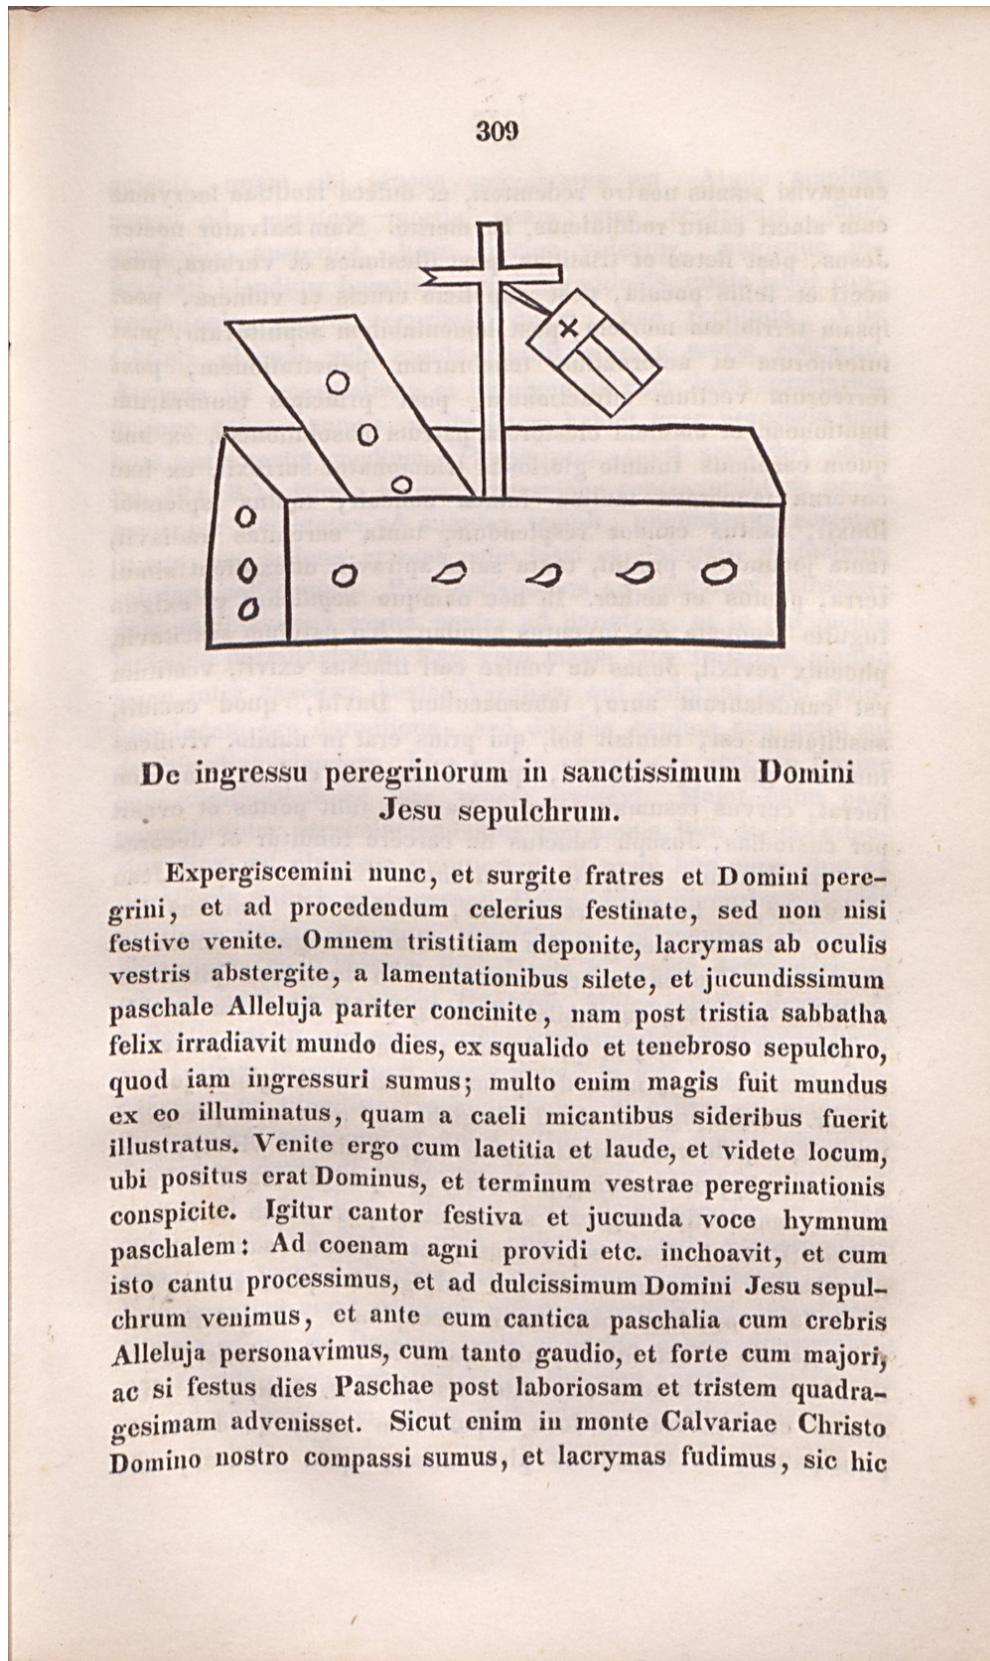 309
De ingressu peregrinorum in sanctissimum Domini
Jesu sepulchrum.
Expergiscemini nunc, et surgite fratres et Domini pere-
grini, et ad procedendum celerius festinate, sed non nisi
festive venite. Omnem tristitiam deponite, lacrymas ab oculis
vestris abstergite, a lamentationibus silete, et jucundissimum
paschale Alleluja pariter concinite, nam post tristia sabbatha
felix irradiavit mundo dies, ex squalido et tenebroso sepulchro,
quod iam ingressuri sumus; multo enim magis fuit mundus
ex eo illuminatus, quam a caeli micantibus sideribus fuerit
illustratus. Venite ergo cum laetitia et laude, et videte locum,
ubi positus erat Dominus, et terminum vestrae peregrinationis
conspicite. Igitur cantor festiva et jucunda voce hymnum
paschalem: Ad coenam agni providi etc. inchoavit, et cum
isto cantu processimus, et ad dulcissimum Domini Jesu sepul-
chrum venimus, et ante eum cantica paschalia cum crebris
Alleluja personavimus, cum tanto gaudio, et forte cum majori,
ac si festus dies Paschae post laboriosam et tristem quadra-
gesimam advenisset. Sicut enim in monte Calvariae Christo
Domino nostro compassi sumus, et lacrymas fudimus, sic hic